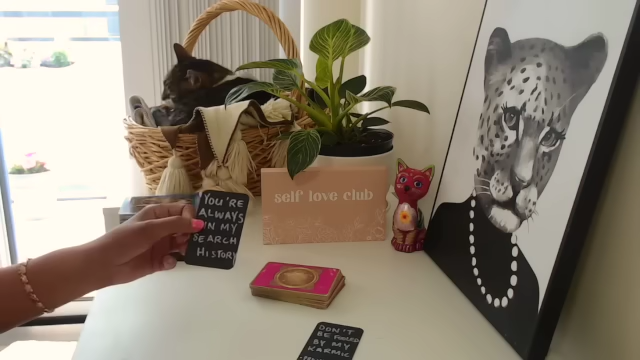 self love club
YOU'RE
ALWAYS
IN MY
SEARCH
HISTORY
DON'T
BE FOOLED
BY MY
KARMIC